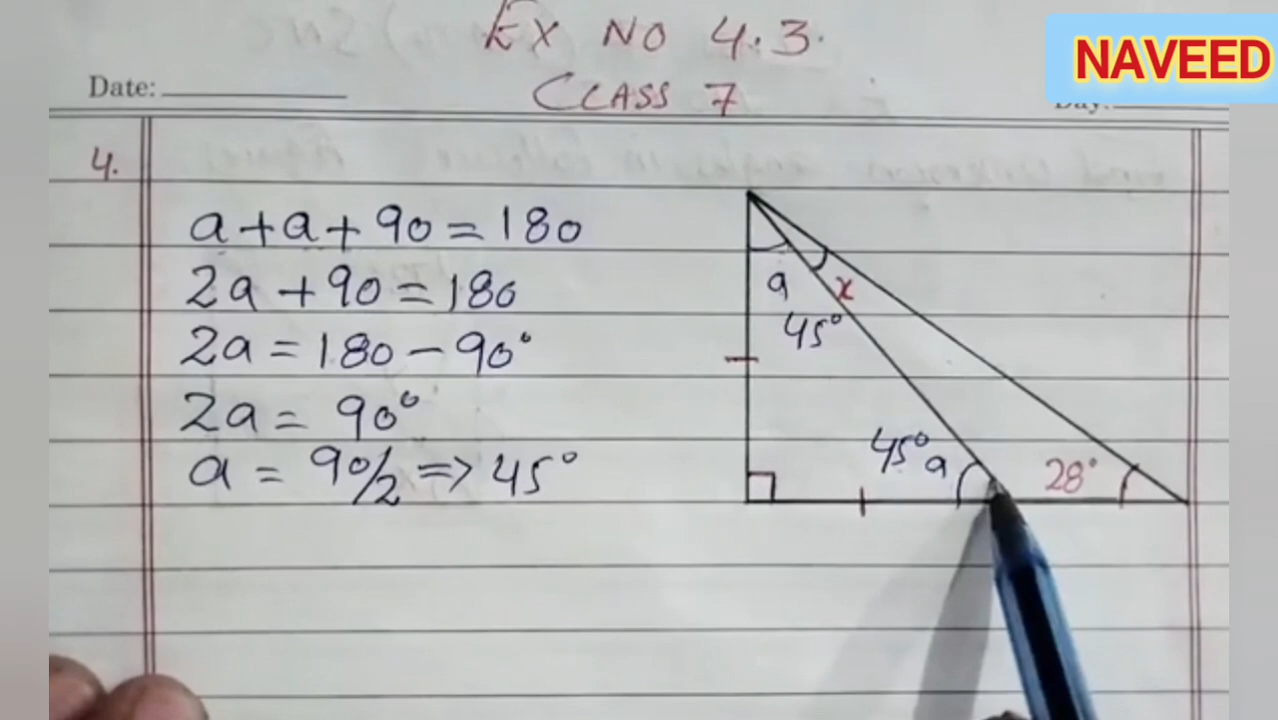 Ex No 4.3.
NAVEED
Date:
CLASS 7
Day:
4.
a + a + 90 = 180
2a + 90 = 180
2a = 180 - 90°
2a = 90°
a = 90/2 => 45°
a
x
45°
45° a
28°